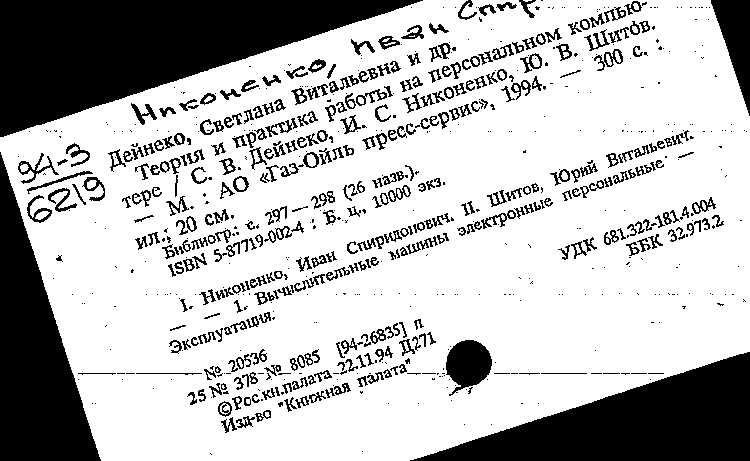 Никоненко, Иван Спир.
94-3
6219
Дейнеко, Светлана Витальевна и др.
Теория и практика работы на персональном компью-
тере / С. В. Дейнеко, И. С. Никоненко, Ю. В. Шитов.
— М. : АО «Газ-Ойль пресс-сервис», 1994. — 300 с. :
ил.; 20 см.
Библиогр.: с. 297—298 (26 назв.).
ISBN 5-87719-002-4 : Б. ц., 10000 экз.
I. Никоненко, Иван Спиридонович. II. Шитов, Юрий Витальевич.
— — 1. Вычислительные машины электронные персональные —
Эксплуатация.
УДК 681.322-181.4.004
ББК 32.973.2
№ 20536
25 № 378 № 8085 [94-26835] п
©Рос.кн.палата 22.11.94 Д271
Изд-во "Книжная палата"